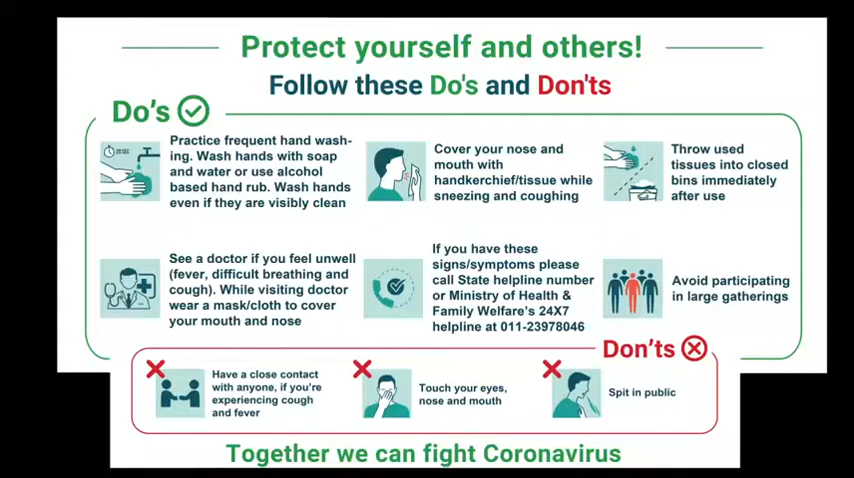 Protect yourself and others!
Follow these Do's and Don'ts
Do's
20 SEC
Practice frequent hand wash-
ing. Wash hands with soap
and water or use alcohol
based hand rub. Wash hands
even if they are visibly clean
Cover your nose and
mouth with
handkerchief/tissue while
sneezing and coughing
Throw used
tissues into closed
bins immediately
after use
See a doctor if you feel unwell
(fever, difficult breathing and
cough). While visiting doctor
wear a mask/cloth to cover
your mouth and nose
If you have these
signs/symptoms please
call State helpline number
or Ministry of Health &
Family Welfare's 24X7
helpline at 011-23978046
Avoid participating
in large gatherings
Don'ts
Have a close contact
with anyone, if you're
experiencing cough
and fever
Touch your eyes,
nose and mouth
Spit in public
Together we can fight Coronavirus